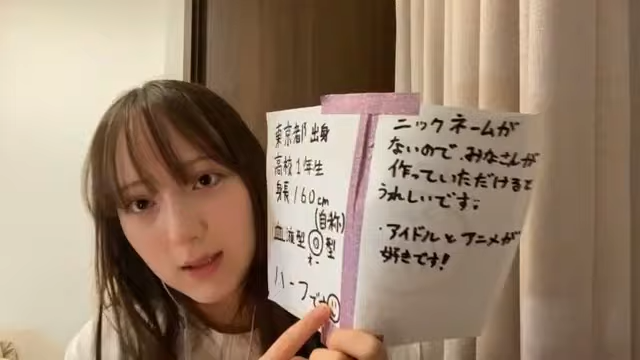 東京都出身
高校1年生
身長160cm
(自称)
血液型 O型
オー
ハーフです
ニックネームが
ないので、みなさんが
作っていただけると
うれしいです。
・アイドルとアニメが
好きです!